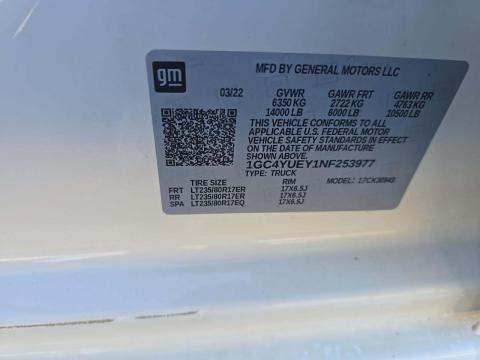 gm
MFD BY GENERAL MOTORS LLC
03/22 GVWR GAWR FRT GAWR RR
6350 KG 2722 KG 4763 KG
14000 LB 6000 LB 10500 LB
THIS VEHICLE CONFORMS TO ALL
APPLICABLE U.S. FEDERAL MOTOR
VEHICLE SAFETY STANDARDS IN EFFECT
ON THE DATE OF MANUFACTURE SHOWN ABOVE.
1GC4YUEY1NF253977
TYPE: TRUCK
TIRE SIZE RIM MODEL:
FRT LT235/80R17ER 17X6.5J
RR LT235/80R17ER 17X6.5J
SPA LT235/80R17EQ 17X6.5J